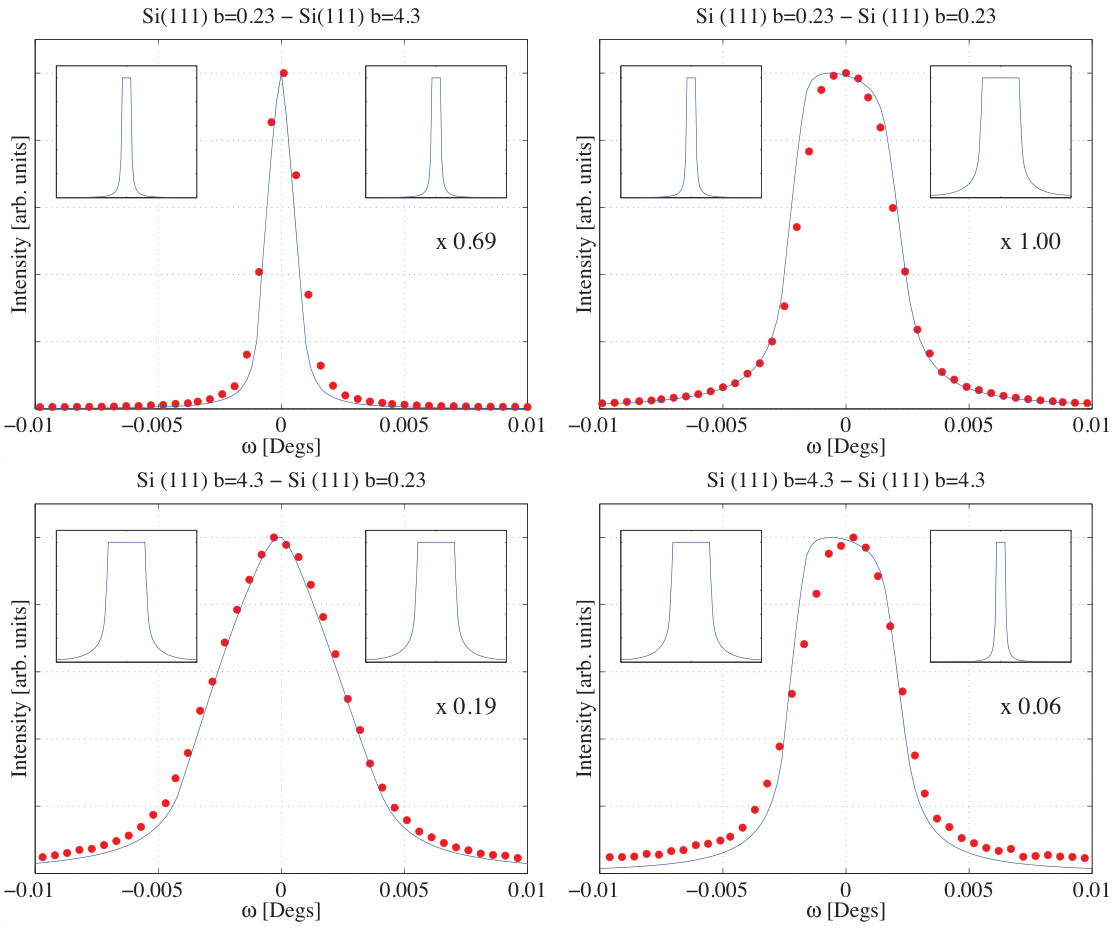 Si(111) b=0.23 − Si(111) b=4.3
Intensity [arb. units]
x 0.69
−0.01 −0.005 0 0.005 0.01
ω [Degs]
Si (111) b=0.23 − Si (111) b=0.23
Intensity [arb. units]
x 1.00
−0.01 −0.005 0 0.005 0.01
ω [Degs]
Si (111) b=4.3 − Si (111) b=0.23
Intensity [arb. units]
x 0.19
−0.01 −0.005 0 0.005 0.01
ω [Degs]
Si (111) b=4.3 − Si (111) b=4.3
Intensity [arb. units]
x 0.06
−0.01 −0.005 0 0.005 0.01
ω [Degs]